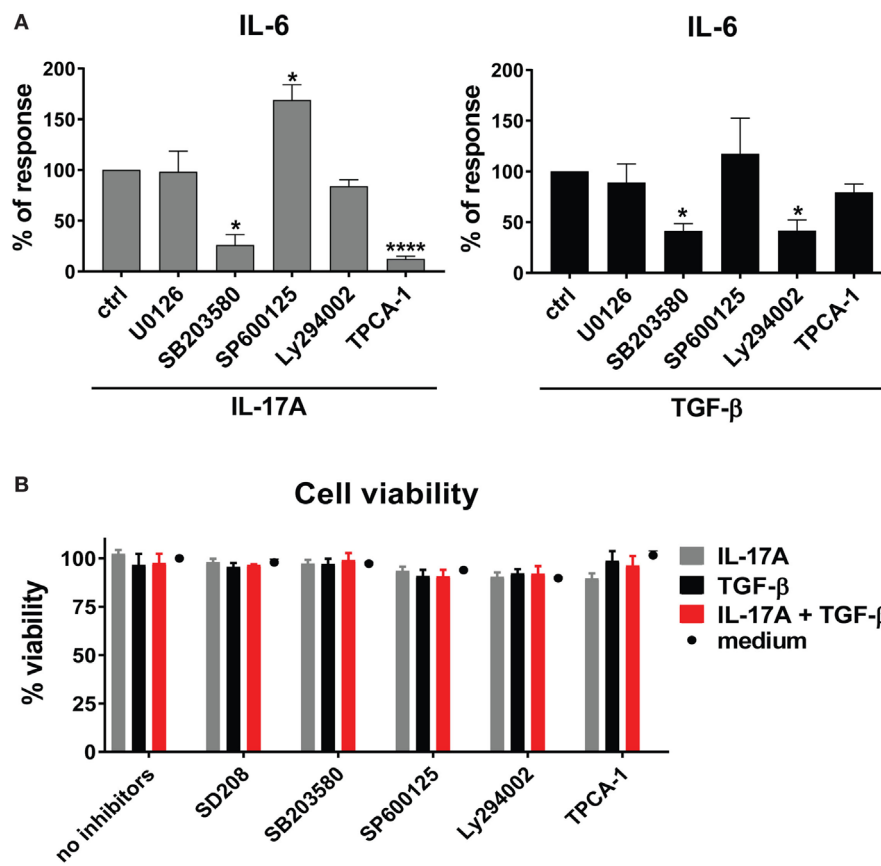 A
IL-6
% of response
200
150
100
50
0
ctrl
U0126
SB203580
SP600125
Ly294002
TPCA-1
*
*
****
IL-17A
IL-6
% of response
200
150
100
50
0
ctrl
U0126
SB203580
SP600125
Ly294002
TPCA-1
*
*
TGF-β
B
Cell viability
% viability
100
75
50
25
0
no inhibitors
SD208
SB203580
SP600125
Ly294002
TPCA-1
IL-17A
TGF-β
IL-17A + TGF-β
medium